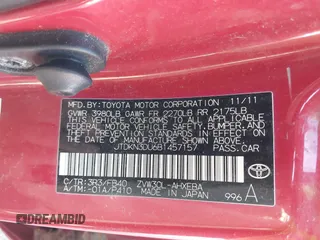 MFD. BY: TOYOTA MOTOR CORPORATION 11/11
GVWR 3980LB GAWR FR 2270LB RR 2175LB
THIS VEHICLE CONFORMS TO ALL APPLICABLE
FEDERAL MOTOR VEHICLE SAFETY, BUMPER, AND
THEFT PREVENTION STANDARDS IN EFFECT ON
THE DATE OF MANUFACTURE SHOWN ABOVE.
JTDKN3DU6B1457157 PASS.CAR
C/TR: 3R3/FB40 ZVW30L-AHXEBA
A/TM: -01A/P410 MADE IN JAPAN
TOYOTA
996 A
© BIDHISTORY